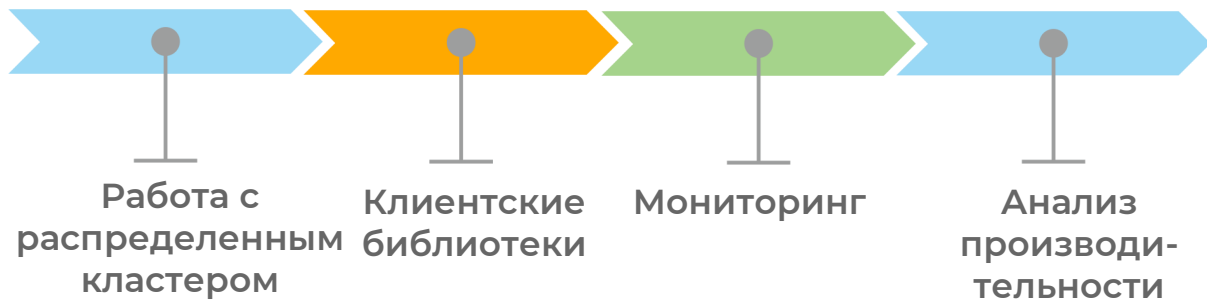 Работа с
распределенным
кластером
Клиентские
библиотеки
Мониторинг
Анализ
производи-
тельности